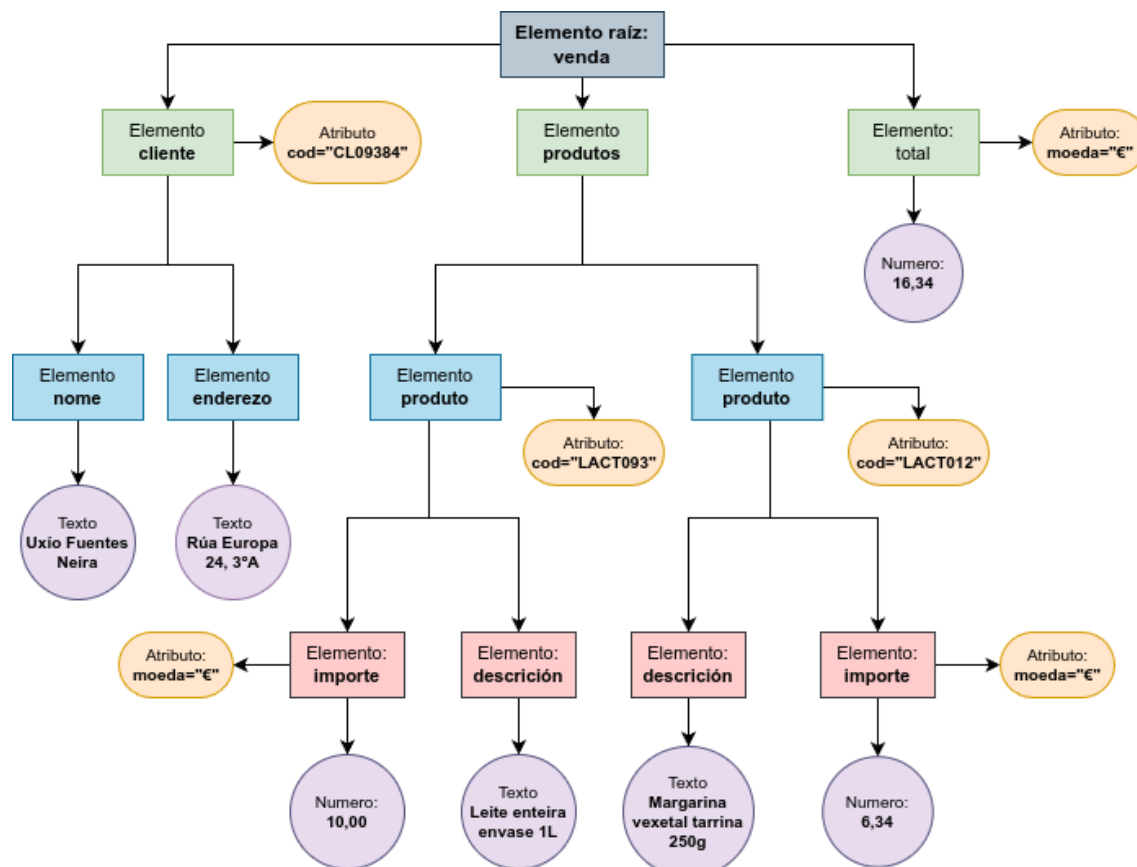 Elemento raíz:
venda
Elemento
cliente
Atributo
cod="CL09384"
Elemento
produtos
Elemento:
total
Atributo:
moeda="€"
Numero:
16,34
Elemento
nome
Elemento
enderezo
Elemento
produto
Elemento
produto
Atributo:
cod="LACT093"
Atributo:
cod="LACT012"
Texto
Uxío Fuentes
Neira
Texto
Rúa Europa
24, 3ºA
Atributo:
moeda="€"
Elemento:
importe
Elemento:
descrición
Elemento:
descrición
Elemento:
importe
Atributo:
moeda="€"
Numero:
10,00
Texto
Leite enteira
envase 1L
Texto
Margarina
vexetal tarrina
250g
Numero:
6,34